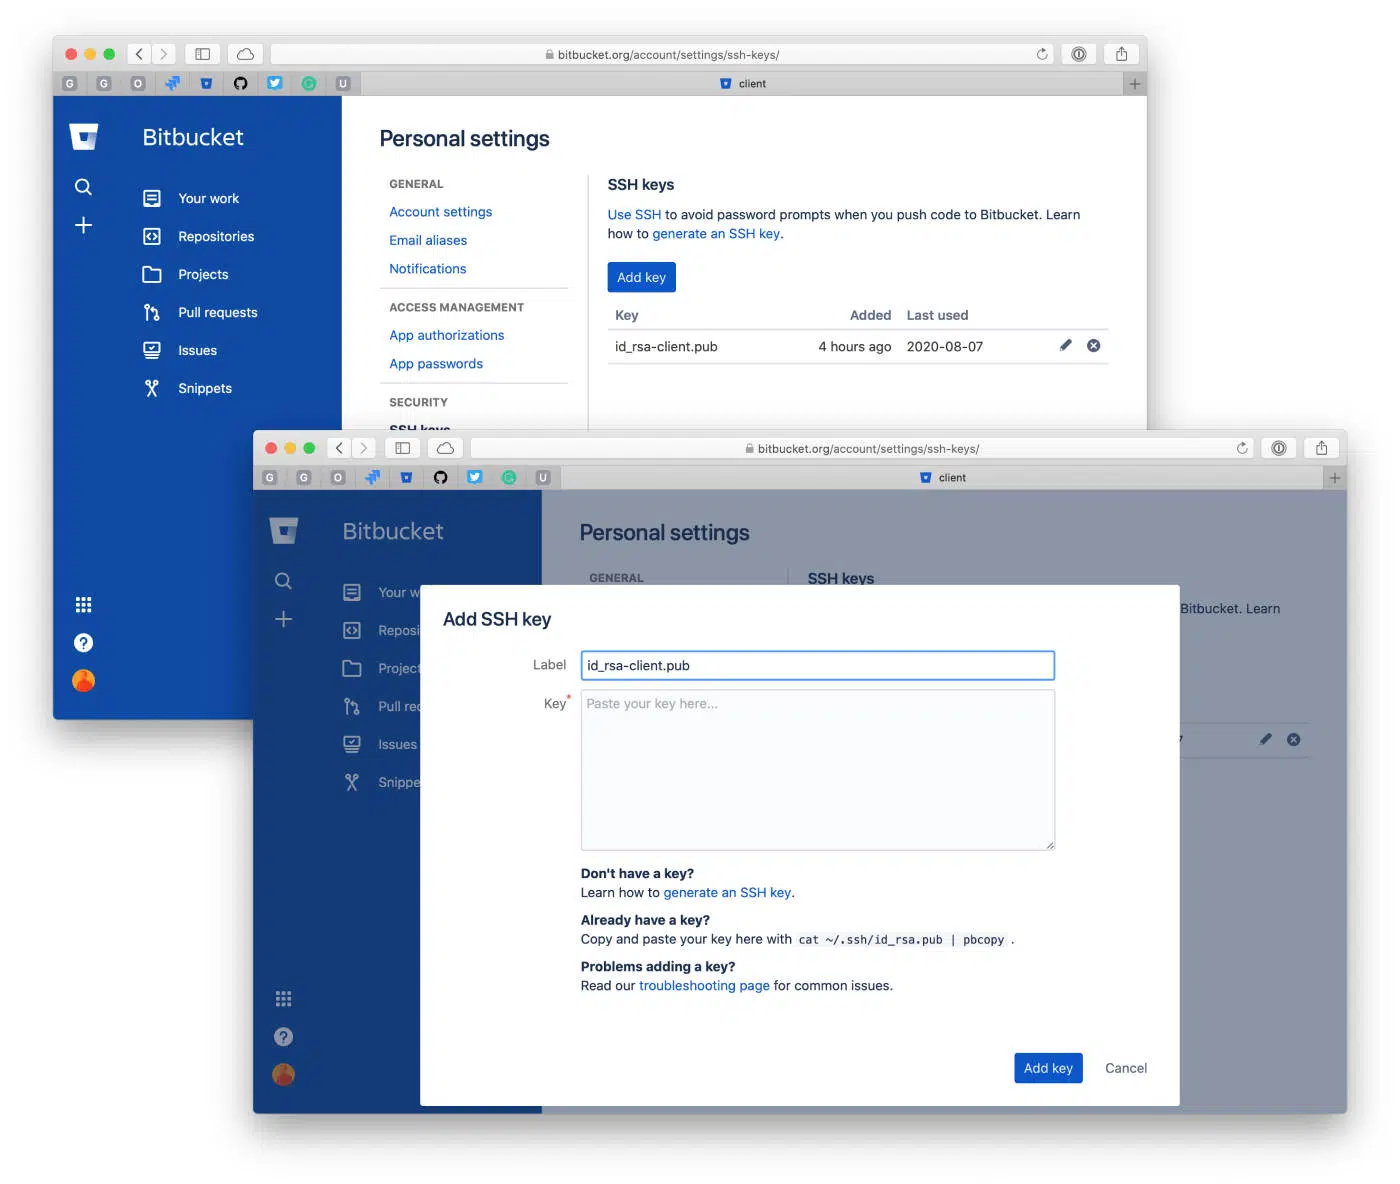 bitbucket.org/account/settings/ssh-keys/
G G O U
client
Bitbucket
Your work
Repositories
Projects
Pull requests
Issues
Snippets
?
Personal settings
GENERAL
Account settings
Email aliases
Notifications
ACCESS MANAGEMENT
App authorizations
App passwords
SECURITY
SSH keys
SSH keys
Use SSH to avoid password prompts when you push code to Bitbucket. Learn
how to generate an SSH key.
Add key
Key Added Last used
id_rsa-client.pub 4 hours ago 2020-08-07
bitbucket.org/account/settings/ssh-keys/
G G O U
client
Bitbucket
Your w
Reposi
Project
Pull rec
Issues
Snippe
?
Personal settings
GENERAL
SSH keys
Bitbucket. Learn
7
Add SSH key
Label id_rsa-client.pub
Key* Paste your key here...
Don't have a key?
Learn how to generate an SSH key.
Already have a key?
Copy and paste your key here with cat ~/.ssh/id_rsa.pub | pbcopy .
Problems adding a key?
Read our troubleshooting page for common issues.
Add key Cancel